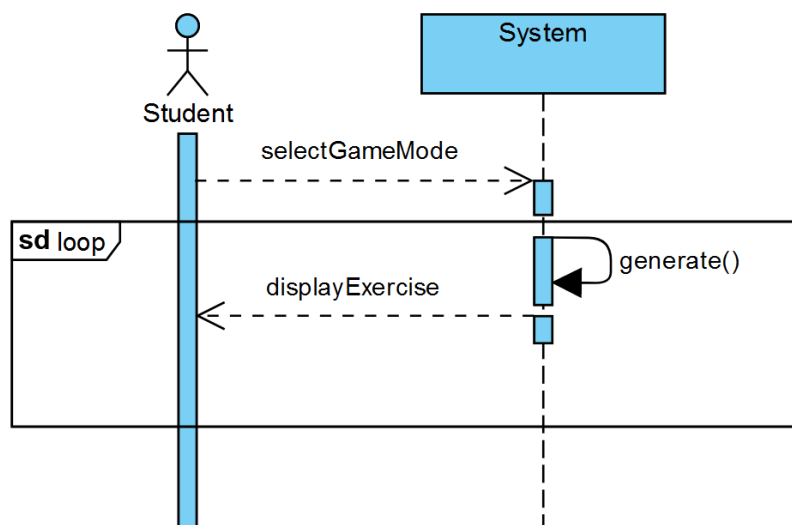 System
Student
selectGameMode
sd loop
generate()
displayExercise